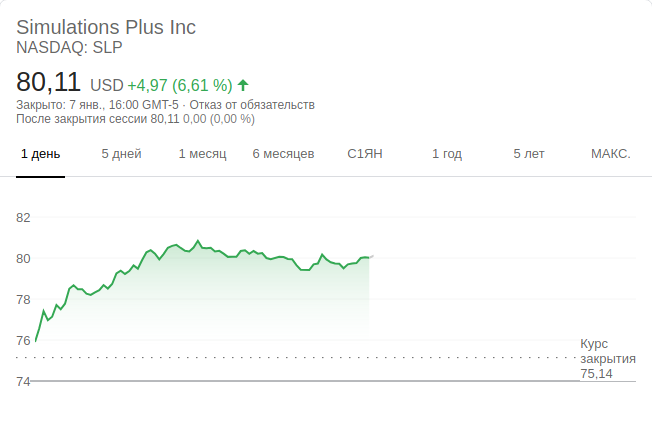 Simulations Plus Inc
NASDAQ: SLP
80,11 USD +4,97 (6,61 %)
Закрыто: 7 янв., 16:00 GMT-5 · Отказ от обязательств
После закрытия сессии 80,11 0,00 (0,00 %)
1 день 5 дней 1 месяц 6 месяцев С1ЯН 1 год 5 лет МАКС.
82
80
78
76
Курс
закрытия
75,14
74